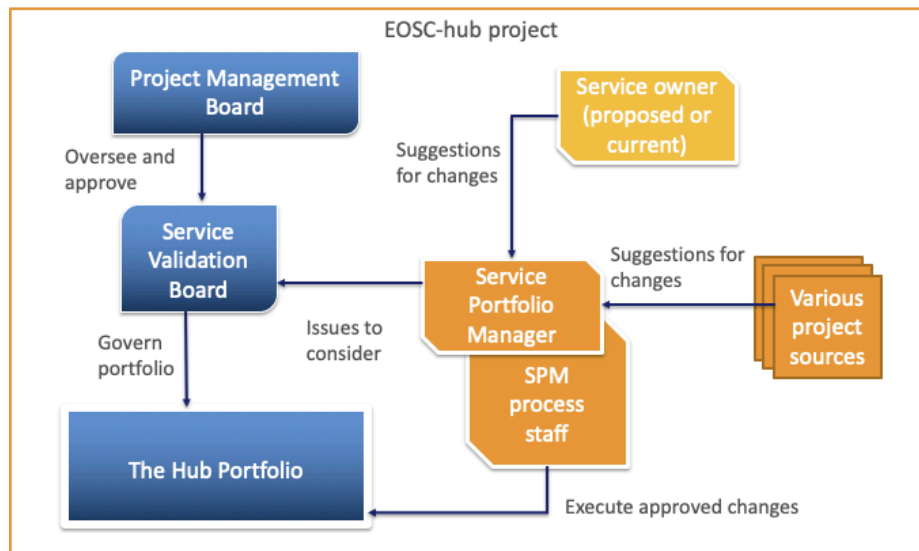 EOSC-hub project
Project Management
Board
Service owner
(proposed or
current)
Oversee and
approve
Suggestions
for changes
Service
Validation
Board
Service
Portfolio
Manager
Suggestions for
changes
Various
project
sources
Govern
portfolio
Issues to
consider
SPM
process
staff
The Hub Portfolio
Execute approved changes